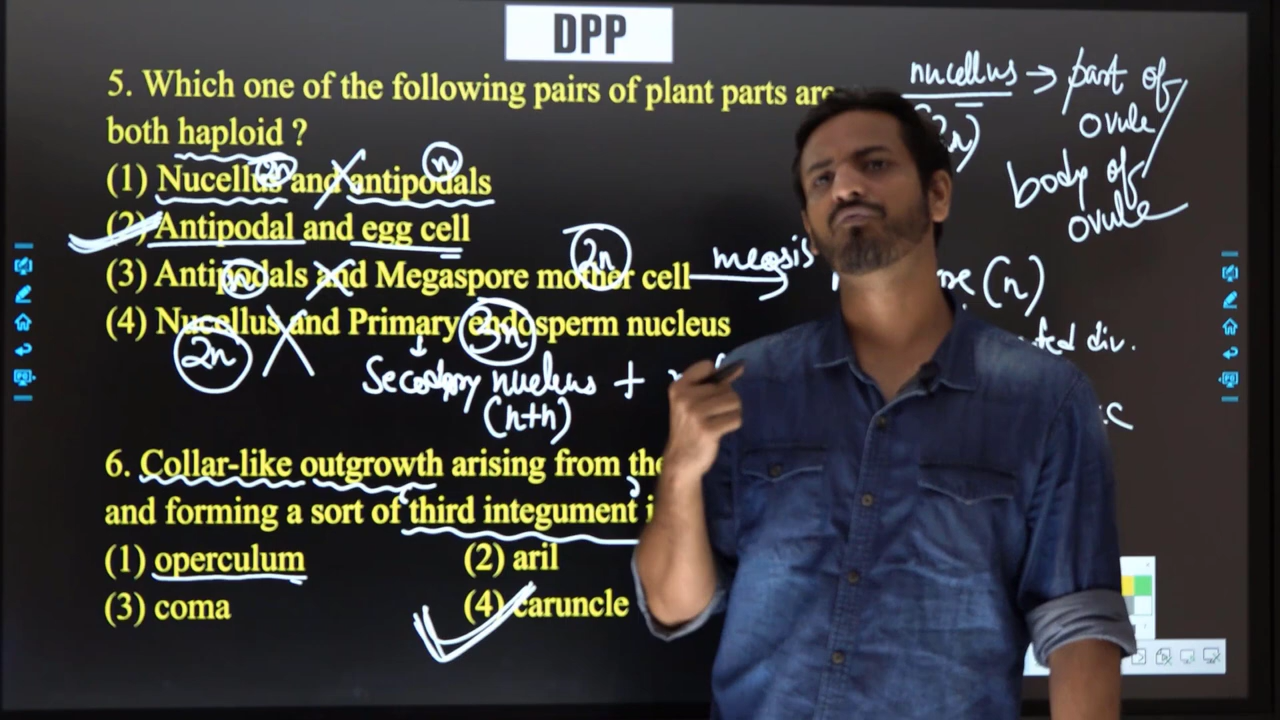 DPP
5. Which one of the following pairs of plant parts are
both haploid ?
(1) Nucellus and antipodals
(2) Antipodal and egg cell
(3) Antipodals and Megaspore mother cell
(4) Nucellus and Primary endosperm nucleus
2n
n
n
2n
2n
3n
meosis
(n)
Secondary nucleus +
(n+n)
nucellus → part of
(2n)
ovule
body of
ovule
div.
6. Collar-like outgrowth arising from the
and forming a sort of third integument
(1) operculum
(2) aril
(3) coma
(4) caruncle